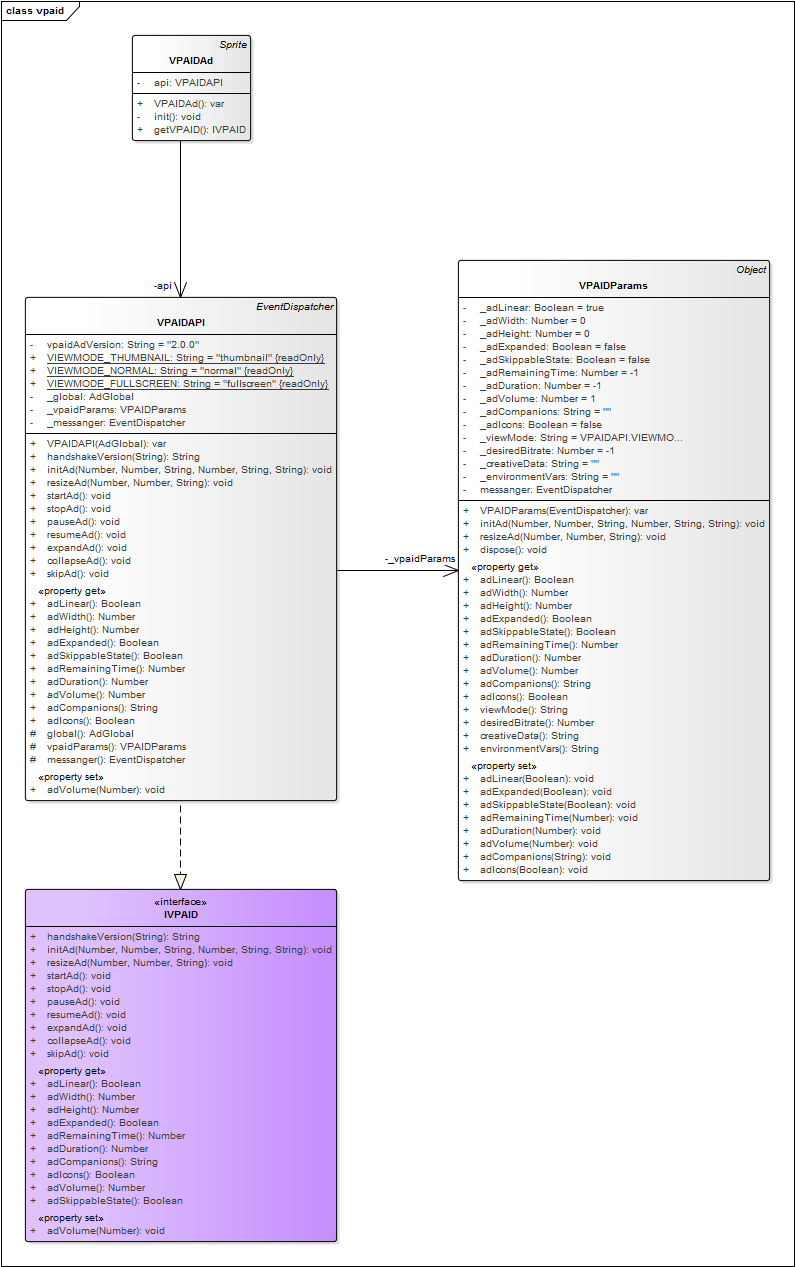 class vpaid
Sprite
VPAIDAd
- api: VPAIDAPI
+ VPAIDAd(): var
- init(): void
+ getVPAID(): IVPAID
-api
EventDispatcher
VPAIDAPI
- vpaidAdVersion: String = "2.0.0"
+ VIEWMODE_THUMBNAIL: String = "thumbnail" {readOnly}
+ VIEWMODE_NORMAL: String = "normal" {readOnly}
+ VIEWMODE_FULLSCREEN: String = "fullscreen" {readOnly}
- _global: AdGlobal
- _vpaidParams: VPAIDParams
- _messanger: EventDispatcher
+ VPAIDAPI(AdGlobal): var
+ handshakeVersion(String): String
+ initAd(Number, Number, String, Number, String, String): void
+ resizeAd(Number, Number, String): void
+ startAd(): void
+ stopAd(): void
+ pauseAd(): void
+ resumeAd(): void
+ expandAd(): void
+ collapseAd(): void
+ skipAd(): void
«property get»
+ adLinear(): Boolean
+ adWidth(): Number
+ adHeight(): Number
+ adExpanded(): Boolean
+ adSkippableState(): Boolean
+ adRemainingTime(): Number
+ adDuration(): Number
+ adVolume(): Number
+ adCompanions(): String
+ adIcons(): Boolean
# global(): AdGlobal
# vpaidParams(): VPAIDParams
# messanger(): EventDispatcher
«property set»
+ adVolume(Number): void
-_vpaidParams
Object
VPAIDParams
- _adLinear: Boolean = true
- _adWidth: Number = 0
- _adHeight: Number = 0
- _adExpanded: Boolean = false
- _adSkippableState: Boolean = false
- _adRemainingTime: Number = -1
- _adDuration: Number = -1
- _adVolume: Number = 1
- _adCompanions: String = ""
- _adIcons: Boolean = false
- _viewMode: String = VPAIDAPI.VIEWMO...
- _desiredBitrate: Number = -1
- _creativeData: String = ""
- _environmentVars: String = ""
- messanger: EventDispatcher
+ VPAIDParams(EventDispatcher): var
+ initAd(Number, Number, String, Number, String, String): void
+ resizeAd(Number, Number, String): void
+ dispose(): void
«property get»
+ adLinear(): Boolean
+ adWidth(): Number
+ adHeight(): Number
+ adExpanded(): Boolean
+ adSkippableState(): Boolean
+ adRemainingTime(): Number
+ adDuration(): Number
+ adVolume(): Number
+ adCompanions(): String
+ adIcons(): Boolean
+ viewMode(): String
+ desiredBitrate(): Number
+ creativeData(): String
+ environmentVars(): String
«property set»
+ adLinear(Boolean): void
+ adExpanded(Boolean): void
+ adSkippableState(Boolean): void
+ adRemainingTime(Number): void
+ adDuration(Number): void
+ adVolume(Number): void
+ adCompanions(String): void
+ adIcons(Boolean): void
«interface»
IVPAID
+ handshakeVersion(String): String
+ initAd(Number, Number, String, Number, String, String): void
+ resizeAd(Number, Number, String): void
+ startAd(): void
+ stopAd(): void
+ pauseAd(): void
+ resumeAd(): void
+ expandAd(): void
+ collapseAd(): void
+ skipAd(): void
«property get»
+ adLinear(): Boolean
+ adWidth(): Number
+ adHeight(): Number
+ adExpanded(): Boolean
+ adRemainingTime(): Number
+ adDuration(): Number
+ adCompanions(): String
+ adIcons(): Boolean
+ adVolume(): Number
+ adSkippableState(): Boolean
«property set»
+ adVolume(Number): void